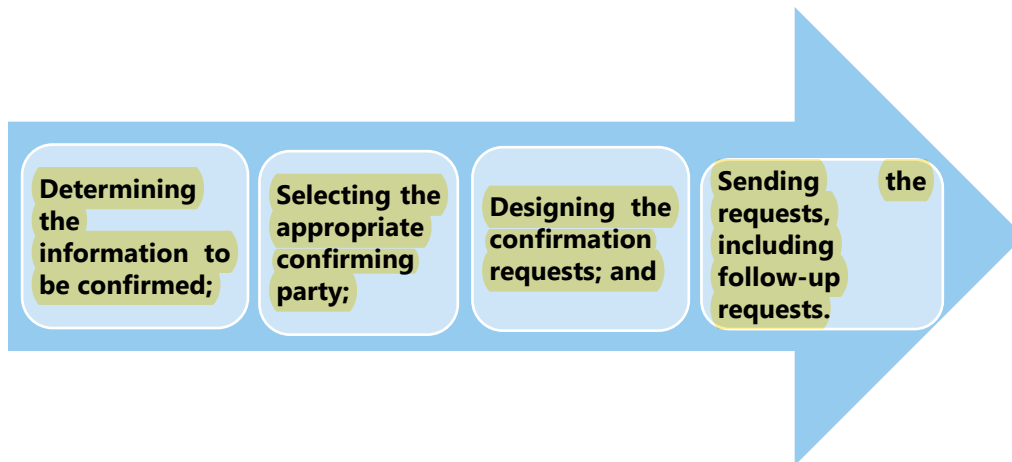 Determining
the
information to
be confirmed;
Selecting the
appropriate
confirming
party;
Designing the
confirmation
requests; and
Sending the
requests,
including
follow-up
requests.